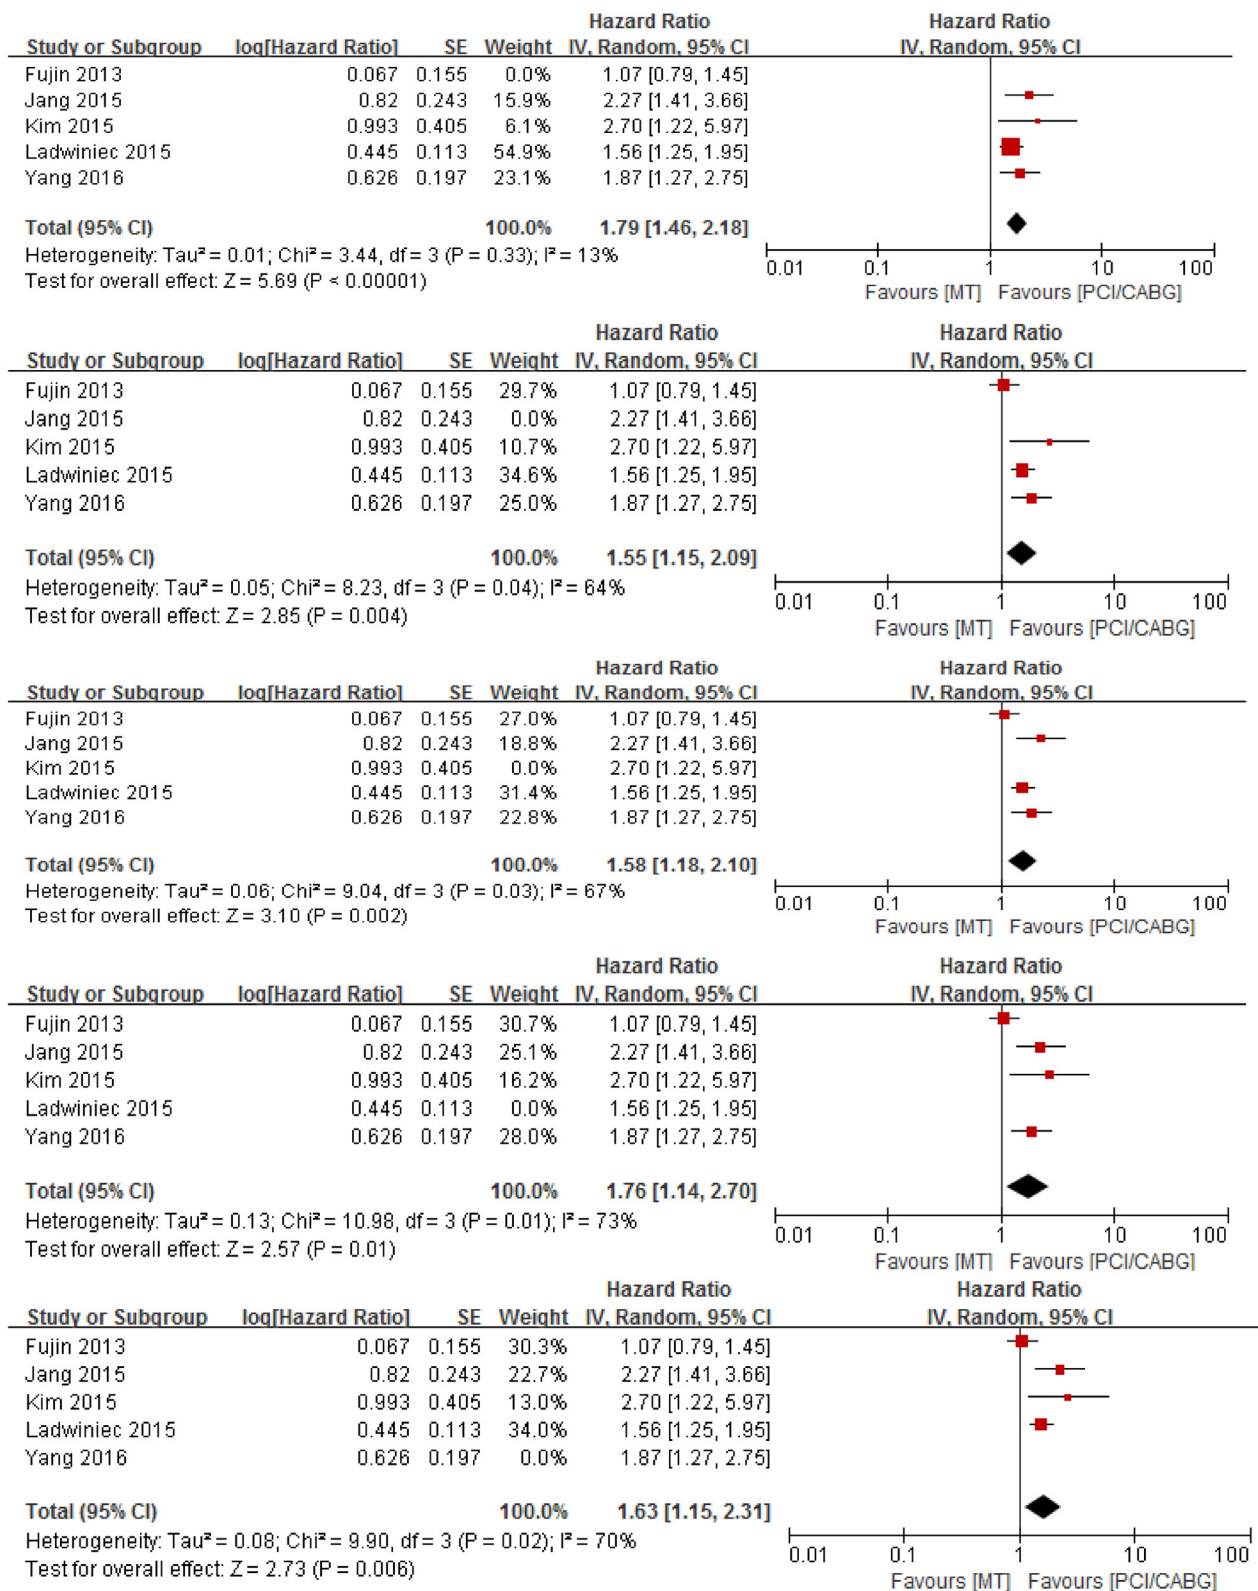 Hazard Ratio Hazard Ratio
Study or Subgroup log[Hazard Ratio] SE Weight IV, Random, 95% CI IV, Random, 95% CI
Fujin 2013 0.067 0.155 0.0% 1.07 [0.79, 1.45]
Jang 2015 0.82 0.243 15.9% 2.27 [1.41, 3.66]
Kim 2015 0.993 0.405 6.1% 2.70 [1.22, 5.97]
Ladwiniec 2015 0.445 0.113 54.9% 1.56 [1.25, 1.95]
Yang 2016 0.626 0.197 23.1% 1.87 [1.27, 2.75]
Total (95% CI) 100.0% 1.79 [1.46, 2.18]
Heterogeneity: Tau² = 0.01; Chi² = 3.44, df = 3 (P = 0.33); I² = 13%
Test for overall effect: Z = 5.69 (P < 0.00001)
0.01 0.1 1 10 100
Favours [MT] Favours [PCI/CABG]
Hazard Ratio Hazard Ratio
Study or Subgroup log[Hazard Ratio] SE Weight IV, Random, 95% CI IV, Random, 95% CI
Fujin 2013 0.067 0.155 29.7% 1.07 [0.79, 1.45]
Jang 2015 0.82 0.243 0.0% 2.27 [1.41, 3.66]
Kim 2015 0.993 0.405 10.7% 2.70 [1.22, 5.97]
Ladwiniec 2015 0.445 0.113 34.6% 1.56 [1.25, 1.95]
Yang 2016 0.626 0.197 25.0% 1.87 [1.27, 2.75]
Total (95% CI) 100.0% 1.55 [1.15, 2.09]
Heterogeneity: Tau² = 0.05; Chi² = 8.23, df = 3 (P = 0.04); I² = 64%
Test for overall effect: Z = 2.85 (P = 0.004)
0.01 0.1 1 10 100
Favours [MT] Favours [PCI/CABG]
Hazard Ratio Hazard Ratio
Study or Subgroup log[Hazard Ratio] SE Weight IV, Random, 95% CI IV, Random, 95% CI
Fujin 2013 0.067 0.155 27.0% 1.07 [0.79, 1.45]
Jang 2015 0.82 0.243 18.8% 2.27 [1.41, 3.66]
Kim 2015 0.993 0.405 0.0% 2.70 [1.22, 5.97]
Ladwiniec 2015 0.445 0.113 31.4% 1.56 [1.25, 1.95]
Yang 2016 0.626 0.197 22.8% 1.87 [1.27, 2.75]
Total (95% CI) 100.0% 1.58 [1.18, 2.10]
Heterogeneity: Tau² = 0.06; Chi² = 9.04, df = 3 (P = 0.03); I² = 67%
Test for overall effect: Z = 3.10 (P = 0.002)
0.01 0.1 1 10 100
Favours [MT] Favours [PCI/CABG]
Hazard Ratio Hazard Ratio
Study or Subgroup log[Hazard Ratio] SE Weight IV, Random, 95% CI IV, Random, 95% CI
Fujin 2013 0.067 0.155 30.7% 1.07 [0.79, 1.45]
Jang 2015 0.82 0.243 25.1% 2.27 [1.41, 3.66]
Kim 2015 0.993 0.405 16.2% 2.70 [1.22, 5.97]
Ladwiniec 2015 0.445 0.113 0.0% 1.56 [1.25, 1.95]
Yang 2016 0.626 0.197 28.0% 1.87 [1.27, 2.75]
Total (95% CI) 100.0% 1.76 [1.14, 2.70]
Heterogeneity: Tau² = 0.13; Chi² = 10.98, df = 3 (P = 0.01); I² = 73%
Test for overall effect: Z = 2.57 (P = 0.01)
0.01 0.1 1 10 100
Favours [MT] Favours [PCI/CABG]
Hazard Ratio Hazard Ratio
Study or Subgroup log[Hazard Ratio] SE Weight IV, Random, 95% CI IV, Random, 95% CI
Fujin 2013 0.067 0.155 30.3% 1.07 [0.79, 1.45]
Jang 2015 0.82 0.243 22.7% 2.27 [1.41, 3.66]
Kim 2015 0.993 0.405 13.0% 2.70 [1.22, 5.97]
Ladwiniec 2015 0.445 0.113 34.0% 1.56 [1.25, 1.95]
Yang 2016 0.626 0.197 0.0% 1.87 [1.27, 2.75]
Total (95% CI) 100.0% 1.63 [1.15, 2.31]
Heterogeneity: Tau² = 0.08; Chi² = 9.90, df = 3 (P = 0.02); I² = 70%
Test for overall effect: Z = 2.73 (P = 0.006)
0.01 0.1 1 10 100
Favours [MT] Favours [PCI/CABG]